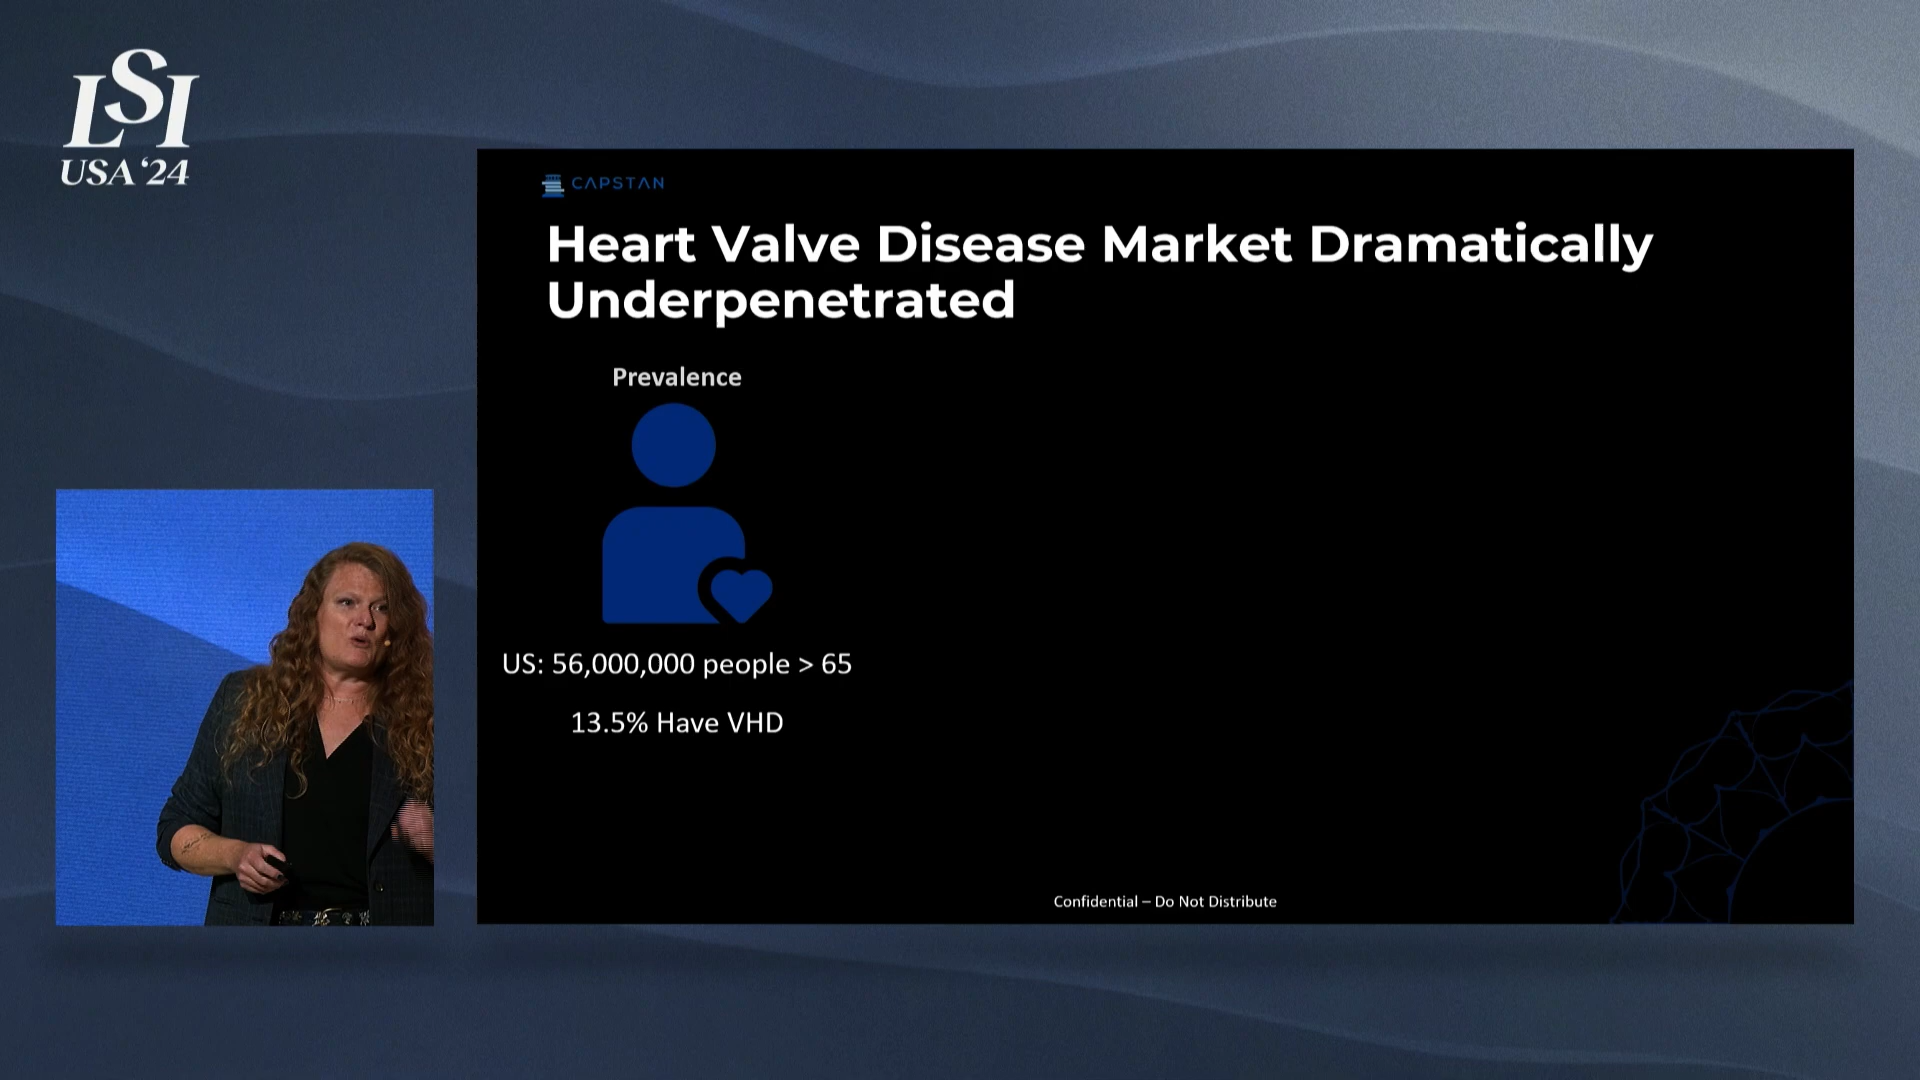 LSI
USA ‘24
CAPSTAN
Heart Valve Disease Market Dramatically
Underpenetrated
Prevalence
US: 56,000,000 people > 65
13.5% Have VHD
Confidential – Do Not Distribute